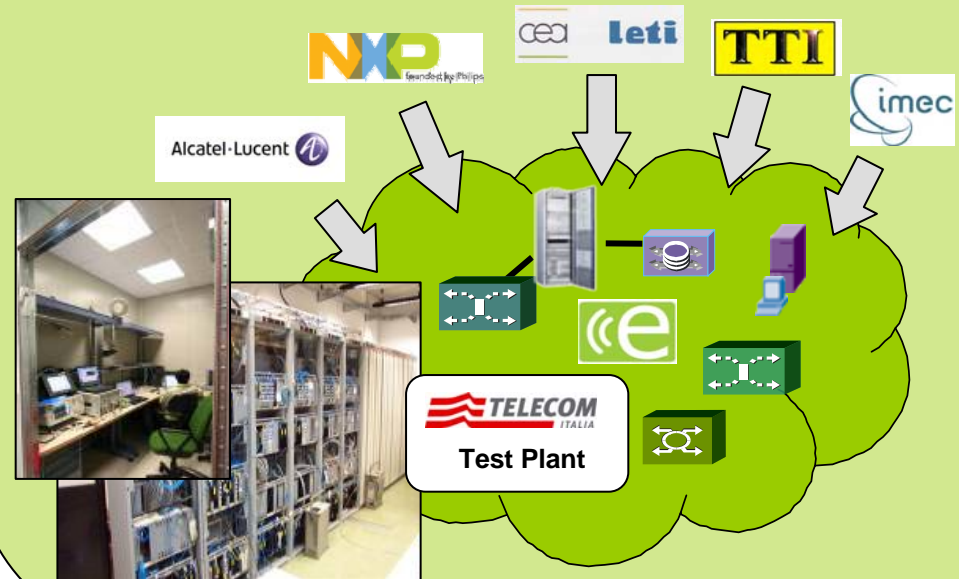 NXP
founded by Philips
cea leti
TTI
imec
Alcatel·Lucent
e
TELECOM
ITALIA
Test Plant